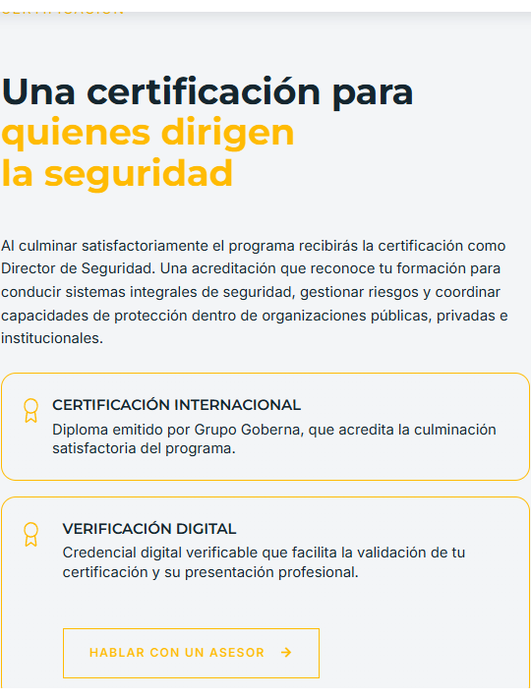 Una certificación para
quienes dirigen
la seguridad
Al culminar satisfactoriamente el programa recibirás la certificación como
Director de Seguridad. Una acreditación que reconoce tu formación para
conducir sistemas integrales de seguridad, gestionar riesgos y coordinar
capacidades de protección dentro de organizaciones públicas, privadas e
institucionales.
CERTIFICACIÓN INTERNACIONAL
Diploma emitido por Grupo Goberna, que acredita la culminación
satisfactoria del programa.
VERIFICACIÓN DIGITAL
Credencial digital verificable que facilita la validación de tu
certificación y su presentación profesional.
HABLAR CON UN ASESOR →